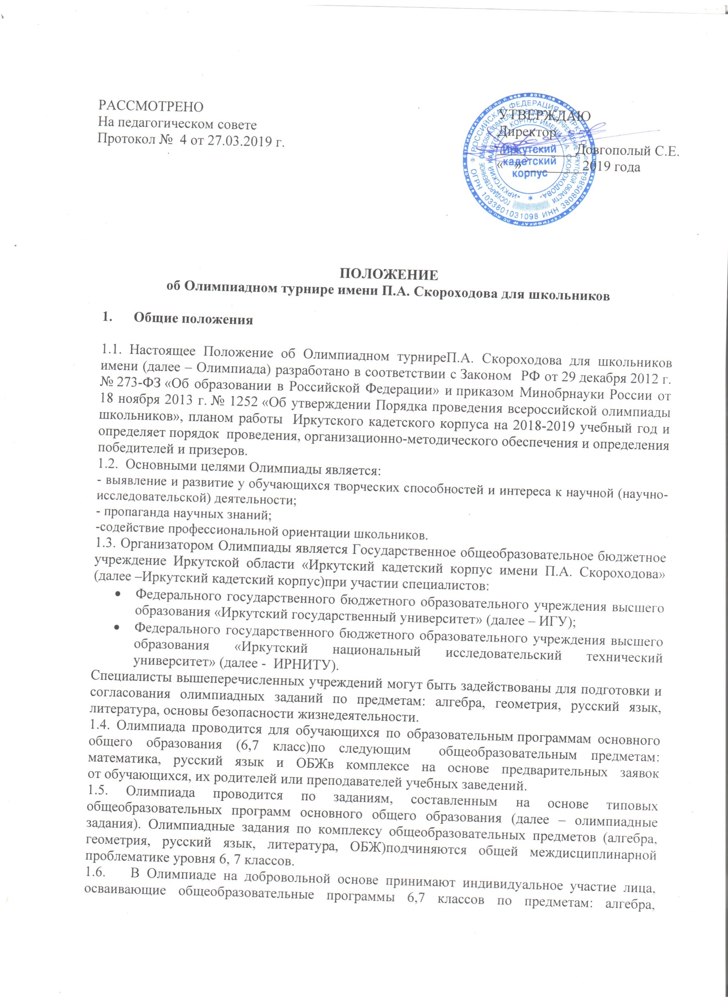 РАССМОТРЕНО
На педагогическом совете
Протокол № 4 от 27.03.2019 г.
УТВЕРЖДАЮ
Директор
____________Довгополый С.Е.
« » ________2019 года
РОССИЙСКАЯ ФЕДЕРАЦИЯ
ОГРН 1033801031098 ИНН
ГОСУДАРСТВЕННОЕ ОБЩЕОБРАЗОВАТЕЛЬНОЕ БЮДЖЕТНОЕ УЧРЕЖДЕНИЕ ИРКУТСКОЙ ОБЛАСТИ
«ИРКУТСКИЙ КАДЕТСКИЙ КОРПУС ИМЕНИ П.А. СКОРОХОДОВА»
Иркутский
кадетский
корпус
ПОЛОЖЕНИЕ
об Олимпиадном турнире имени П.А. Скороходова для школьников
1. Общие положения
1.1. Настоящее Положение об Олимпиадном турниреП.А. Скороходова для школьников
имени (далее – Олимпиада) разработано в соответствии с Законом РФ от 29 декабря 2012 г.
№ 273-ФЗ «Об образовании в Российской Федерации» и приказом Минобрнауки России от
18 ноября 2013 г. № 1252 «Об утверждении Порядка проведения всероссийской олимпиады
школьников», планом работы Иркутского кадетского корпуса на 2018-2019 учебный год и
определяет порядок проведения, организационно-методического обеспечения и определения
победителей и призеров.
1.2. Основными целями Олимпиады является:
- выявление и развитие у обучающихся творческих способностей и интереса к научной (научно-
исследовательской) деятельности;
- пропаганда научных знаний;
-содействие профессиональной ориентации школьников.
1.3. Организатором Олимпиады является Государственное общеобразовательное бюджетное
учреждение Иркутской области «Иркутский кадетский корпус имени П.А. Скороходова»
(далее –Иркутский кадетский корпус)при участии специалистов:
• Федерального государственного бюджетного образовательного учреждения высшего
образования «Иркутский государственный университет» (далее – ИГУ);
• Федерального государственного бюджетного образовательного учреждения высшего
образования «Иркутский национальный исследовательский технический
университет» (далее - ИРНИТУ).
Специалисты вышеперечисленных учреждений могут быть задействованы для подготовки и
согласования олимпиадных заданий по предметам: алгебра, геометрия, русский язык,
литература, основы безопасности жизнедеятельности.
1.4. Олимпиада проводится для обучающихся по образовательным программам основного
общего образования (6,7 класс)по следующим общеобразовательным предметам:
математика, русский язык и ОБЖв комплексе на основе предварительных заявок
от обучающихся, их родителей или преподавателей учебных заведений.
1.5. Олимпиада проводится по заданиям, составленным на основе типовых
общеобразовательных программ основного общего образования (далее – олимпиадные
задания). Олимпиадные задания по комплексу общеобразовательных предметов (алгебра,
геометрия, русский язык, литература, ОБЖ)подчиняются общей междисциплинарной
проблематике уровня 6, 7 классов.
1.6. В Олимпиаде на добровольной основе принимают индивидуальное участие лица,
осваивающие общеобразовательные программы 6,7 классов по предметам: алгебра,